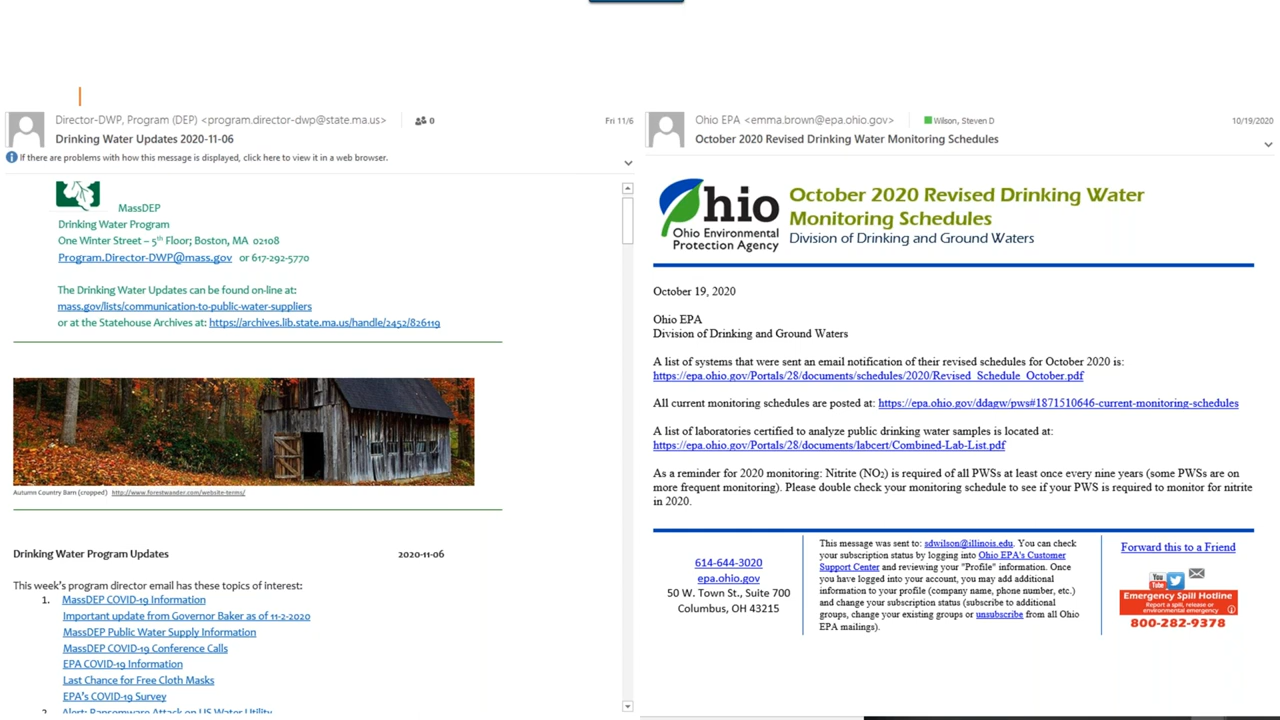 Director-DWP, Program (DEP) <program.director-dwp@state.ma.us>
0
Fri 11/6
Drinking Water Updates 2020-11-06
If there are problems with how this message is displayed, click here to view it in a web browser.
MassDEP
Drinking Water Program
One Winter Street – 5th Floor; Boston, MA 02108
Program.Director-DWP@mass.gov or 617-292-5770
The Drinking Water Updates can be found on-line at:
mass.gov/lists/communication-to-public-water-suppliers
or at the Statehouse Archives at: https://archives.lib.state.ma.us/handle/2452/826119
Autumn Country Barn (cropped) http://www.forestwander.com/website-terms/
Drinking Water Program Updates 2020-11-06
This week's program director email has these topics of interest:
1. MassDEP COVID-19 Information
Important update from Governor Baker as of 11-2-2020
MassDEP Public Water Supply Information
MassDEP COVID-19 Conference Calls
EPA COVID-19 Information
Last Chance for Free Cloth Masks
EPA's COVID-19 Survey
2. Alert: Ransomware Attack on US Water Utility
Ohio EPA <emma.brown@epa.ohio.gov>
Wilson, Steven D
10/19/2020
October 2020 Revised Drinking Water Monitoring Schedules
Ohio
Ohio Environmental
Protection Agency
October 2020 Revised Drinking Water
Monitoring Schedules
Division of Drinking and Ground Waters
October 19, 2020
Ohio EPA
Division of Drinking and Ground Waters
A list of systems that were sent an email notification of their revised schedules for October 2020 is:
https://epa.ohio.gov/Portals/28/documents/schedules/2020/Revised_Schedule_October.pdf
All current monitoring schedules are posted at: https://epa.ohio.gov/ddagw/pws#1871510646-current-monitoring-schedules
A list of laboratories certified to analyze public drinking water samples is located at:
https://epa.ohio.gov/Portals/28/documents/labcert/Combined-Lab-List.pdf
As a reminder for 2020 monitoring: Nitrite (NO2) is required of all PWSs at least once every nine years (some PWSs are on
more frequent monitoring). Please double check your monitoring schedule to see if your PWS is required to monitor for nitrite
in 2020.
614-644-3020
epa.ohio.gov
50 W. Town St., Suite 700
Columbus, OH 43215
This message was sent to: sdwilson@illinois.edu. You can check
your subscription status by logging into Ohio EPA's Customer
Support Center and reviewing your "Profile" information. Once
you have logged into your account, you may add additional
information to your profile (company name, phone number, etc.)
and change your subscription status (subscribe to additional
groups, change your existing groups or unsubscribe from all Ohio
EPA mailings).
Forward this to a Friend
You
Tube
Emergency Spill Hotline
Report a spill, release or
environmental emergency
800-282-9378